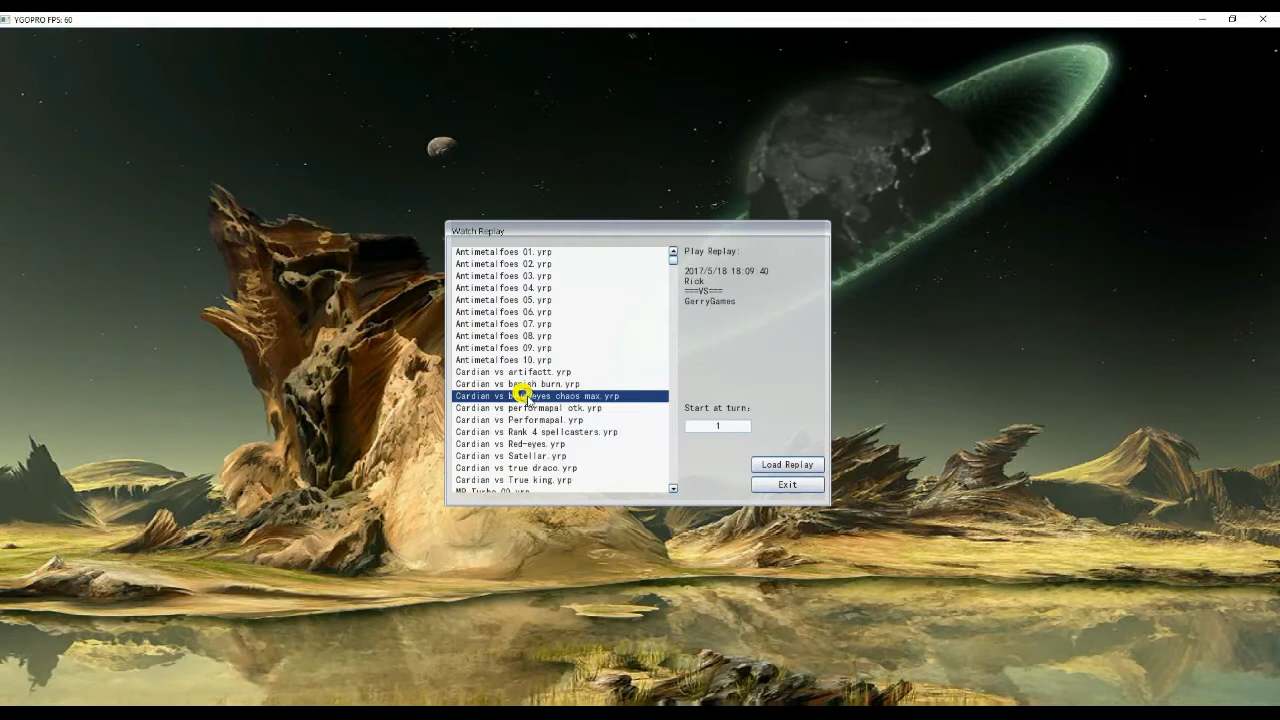 YGOPRO FPS: 60
Watch Replay
Antimetalfoes 01.yrp
Antimetalfoes 02.yrp
Antimetalfoes 03.yrp
Antimetalfoes 04.yrp
Antimetalfoes 05.yrp
Antimetalfoes 06.yrp
Antimetalfoes 07.yrp
Antimetalfoes 08.yrp
Antimetalfoes 09.yrp
Antimetalfoes 10.yrp
Cardian vs artifactt.yrp
Cardian vs burn.yrp
Cardian vs eyes chaos max.yrp
Cardian vs performapal otk.yrp
Cardian vs Performapal.yrp
Cardian vs Rank 4 spellcasters.yrp
Cardian vs Red-eyes.yrp
Cardian vs Satellar.yrp
Cardian vs true draco.yrp
Cardian vs True king.yrp
Play Replay:
2017/5/18 18:09:40
Rick
===VS===
GerryGames
Start at turn:
1
Load Replay
Exit